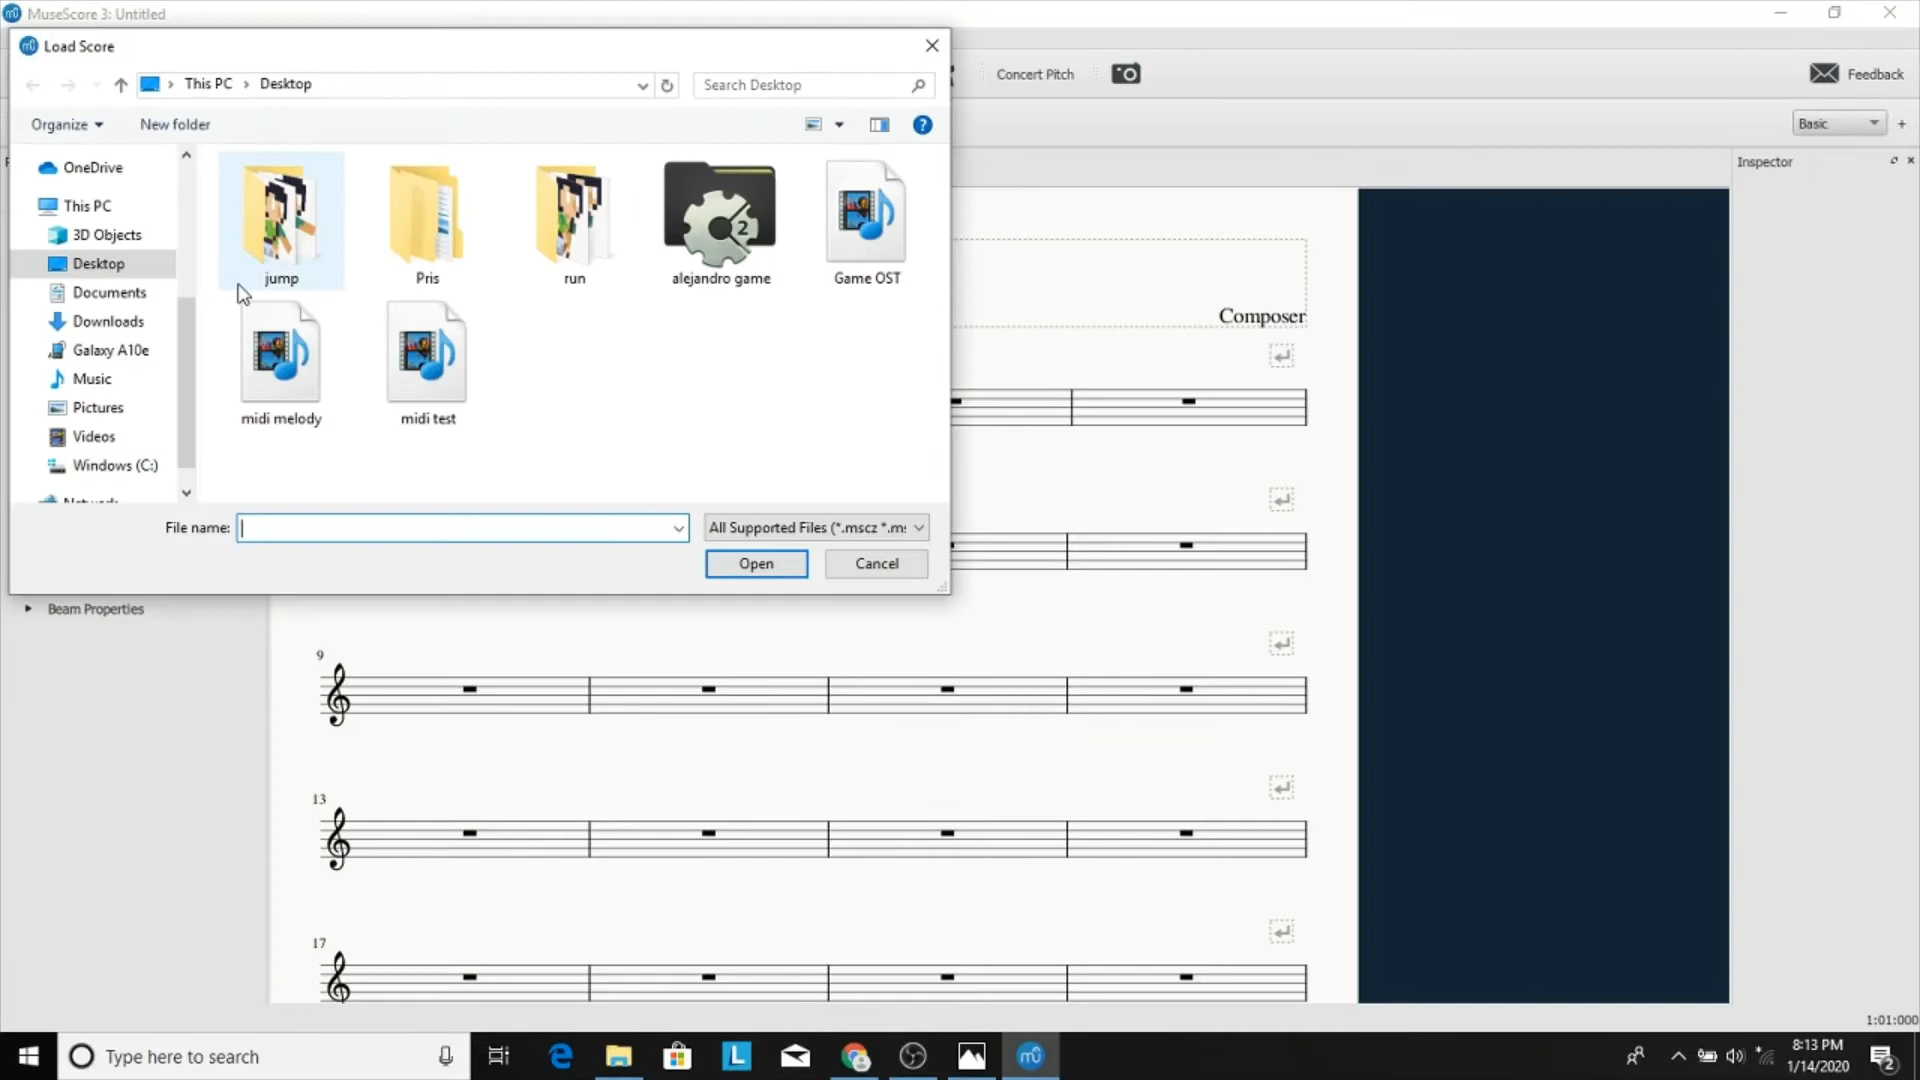 MuseScore 3: Untitled
Load Score
This PC > Desktop
Search Desktop
Concert Pitch
Feedback
Organize
New folder
Basic
OneDrive
This PC
3D Objects
Desktop
Documents
Downloads
Galaxy A10e
Music
Pictures
Videos
Windows (C:)
jump
Pris
run
2
alejandro game
Game OST
midi melody
midi test
Inspector
Composer
File name:
All Supported Files (*.mscz *.ms
Open
Cancel
Beam Properties
9
13
17
1:01:000
Type here to search
8:13 PM
1/14/2020
2